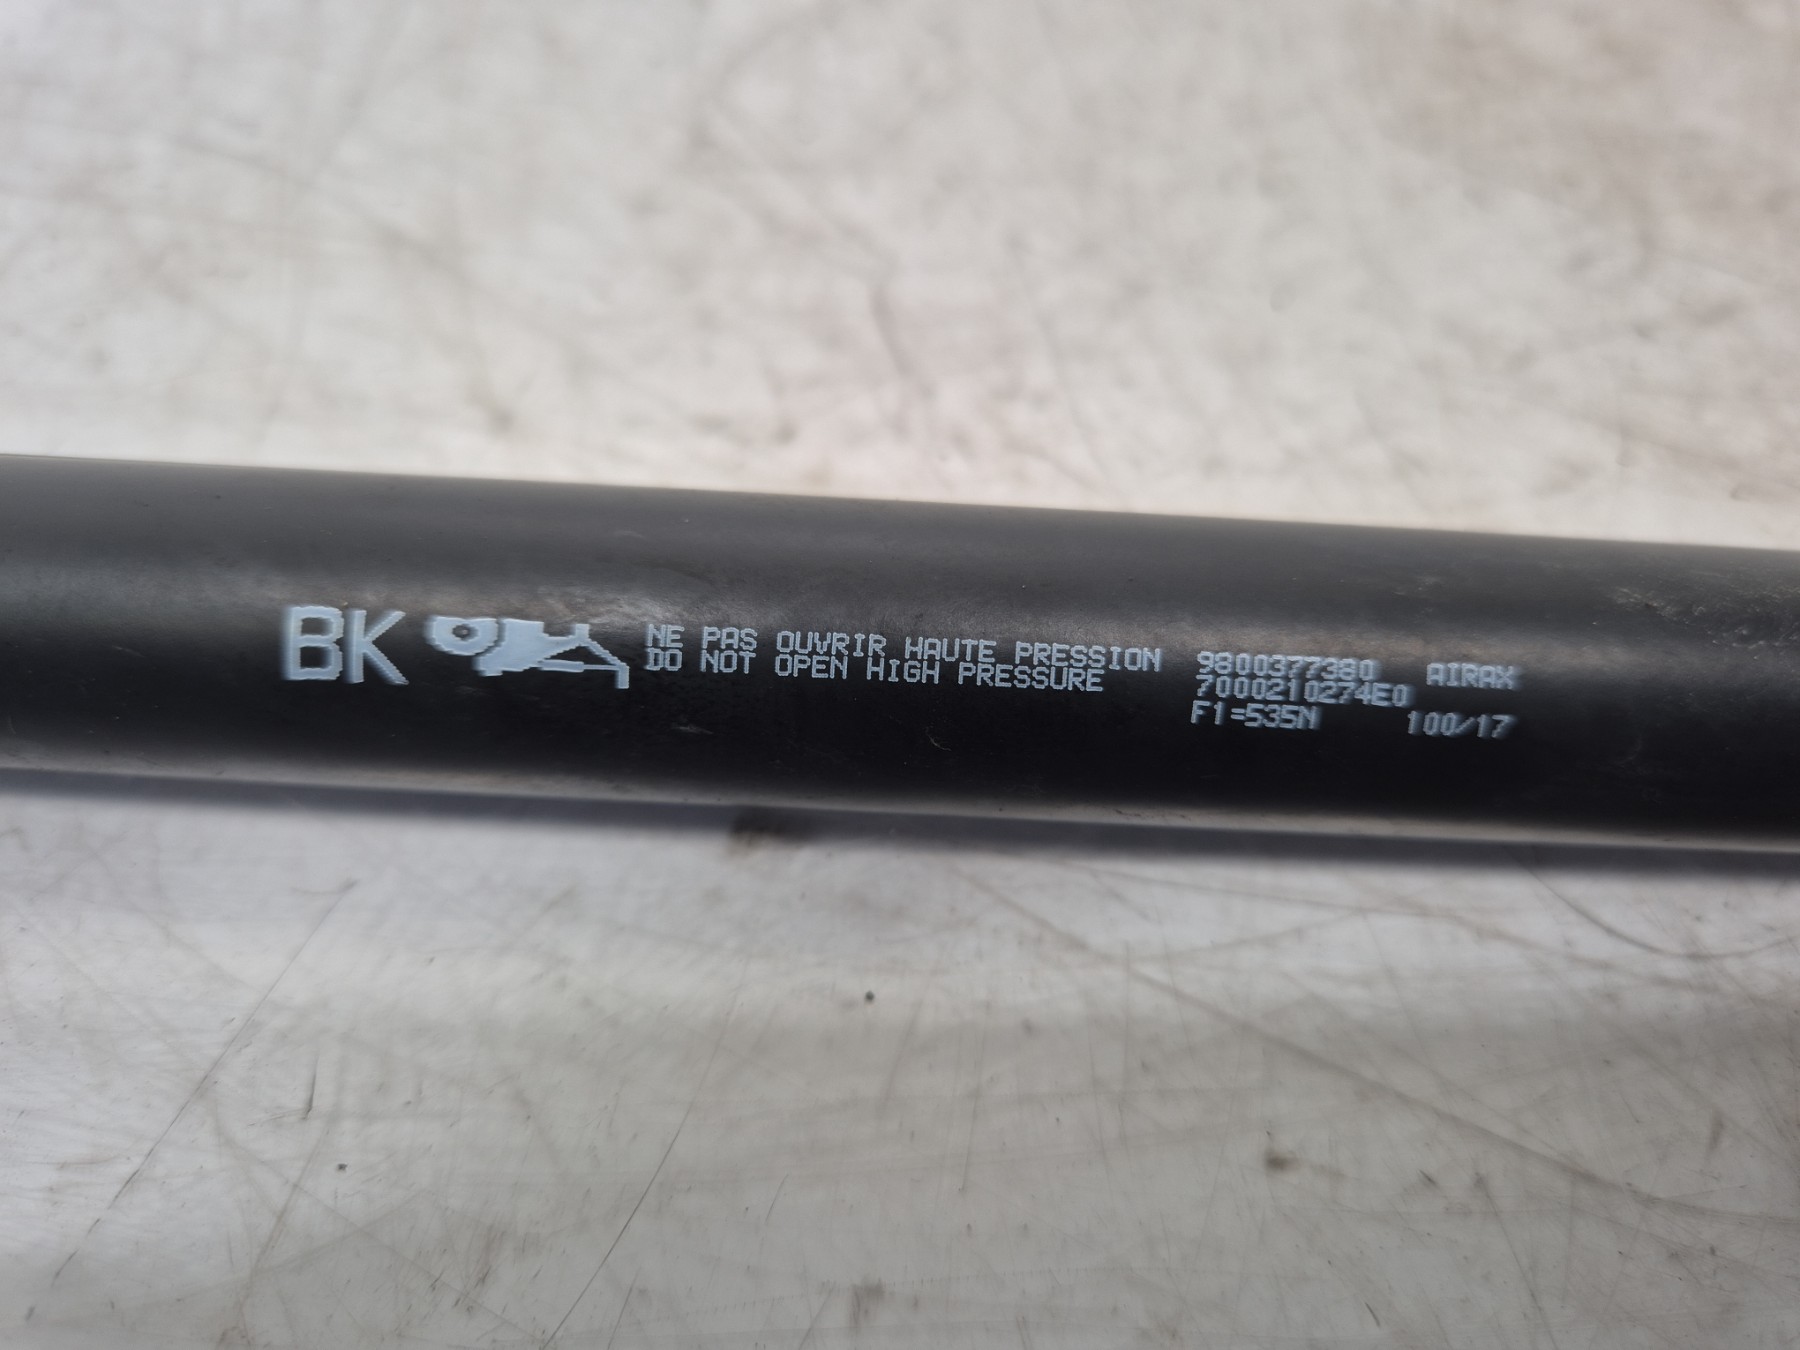 BK
NE PAS OUVRIR HAUTE PRESSION
DO NOT OPEN HIGH PRESSURE
9800377380 AIRAX
7000210274E0
F1=535N 100/17